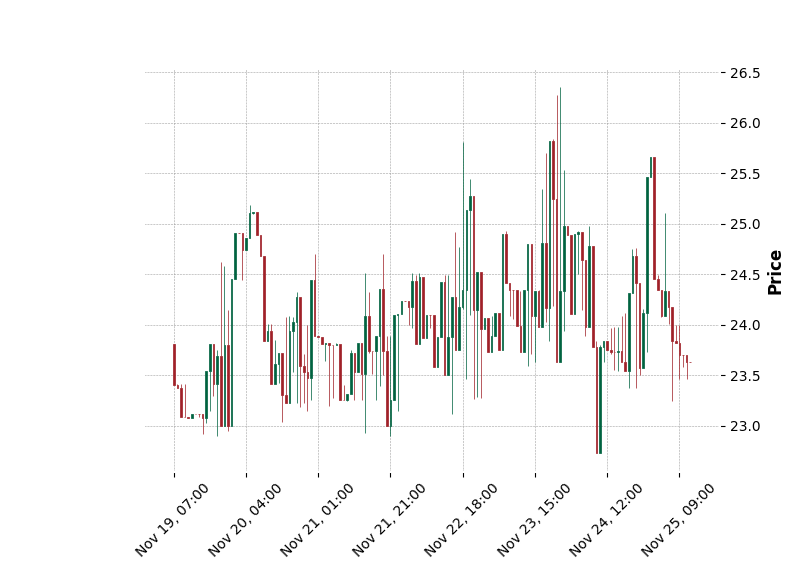 26.5
26.0
25.5
25.0
24.5
24.0
23.5
23.0
Price
Nov 19, 07:00
Nov 20, 04:00
Nov 21, 01:00
Nov 21, 21:00
Nov 22, 18:00
Nov 23, 15:00
Nov 24, 12:00
Nov 25, 09:00